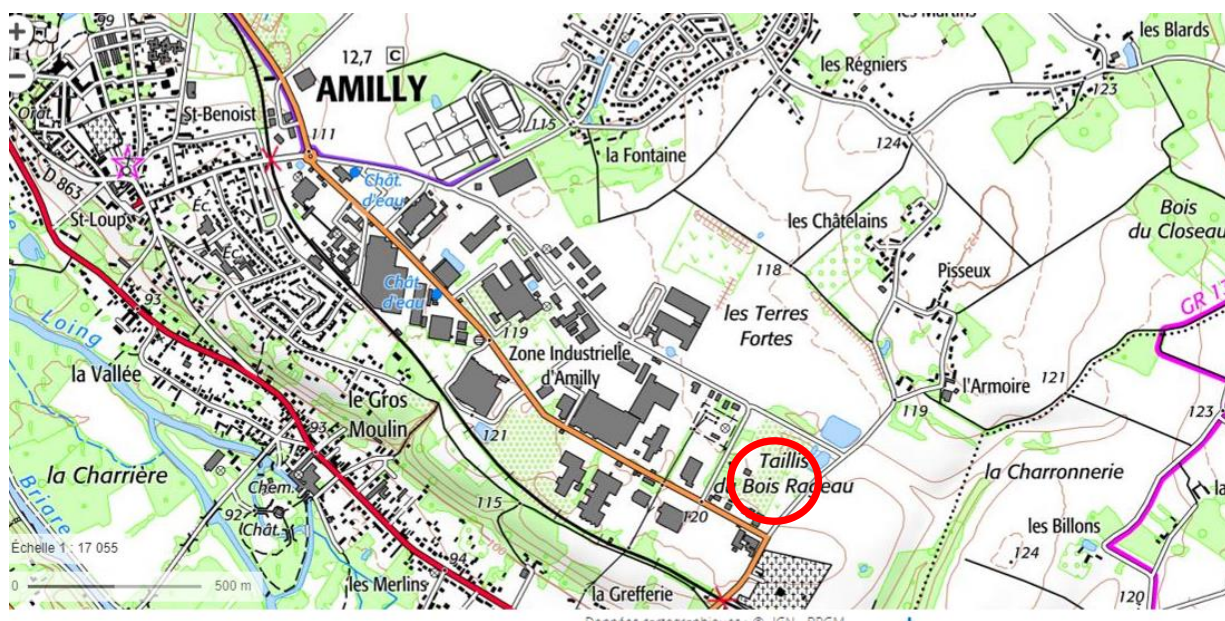 99
12,7 C
AMILLY
les Blards
les Régniers
123
Orat.
St-Benoist
111
115
la Fontaine
124
D 863
Chât.
d'eau
St-Loup
Éc.
les Châtelains
Bois
du Closeau
Éc.
125
Pisseux
118
Chât.
d'eau
93
GR 13
Loing
les Terres
Fortes
119
Zone Industrielle
d'Amilly
la Vallée
l'Armoire
121
119
le Gros
Moulin
123
93
121
la Charrière
Taillis
du Bois Rageau
la Charronnerie
Chem.
115
Briare
92
(Chât.
120
les Billons
Échelle 1 : 17 055
100
124
94
0
500 m
les Merlins
la Grefferie
120